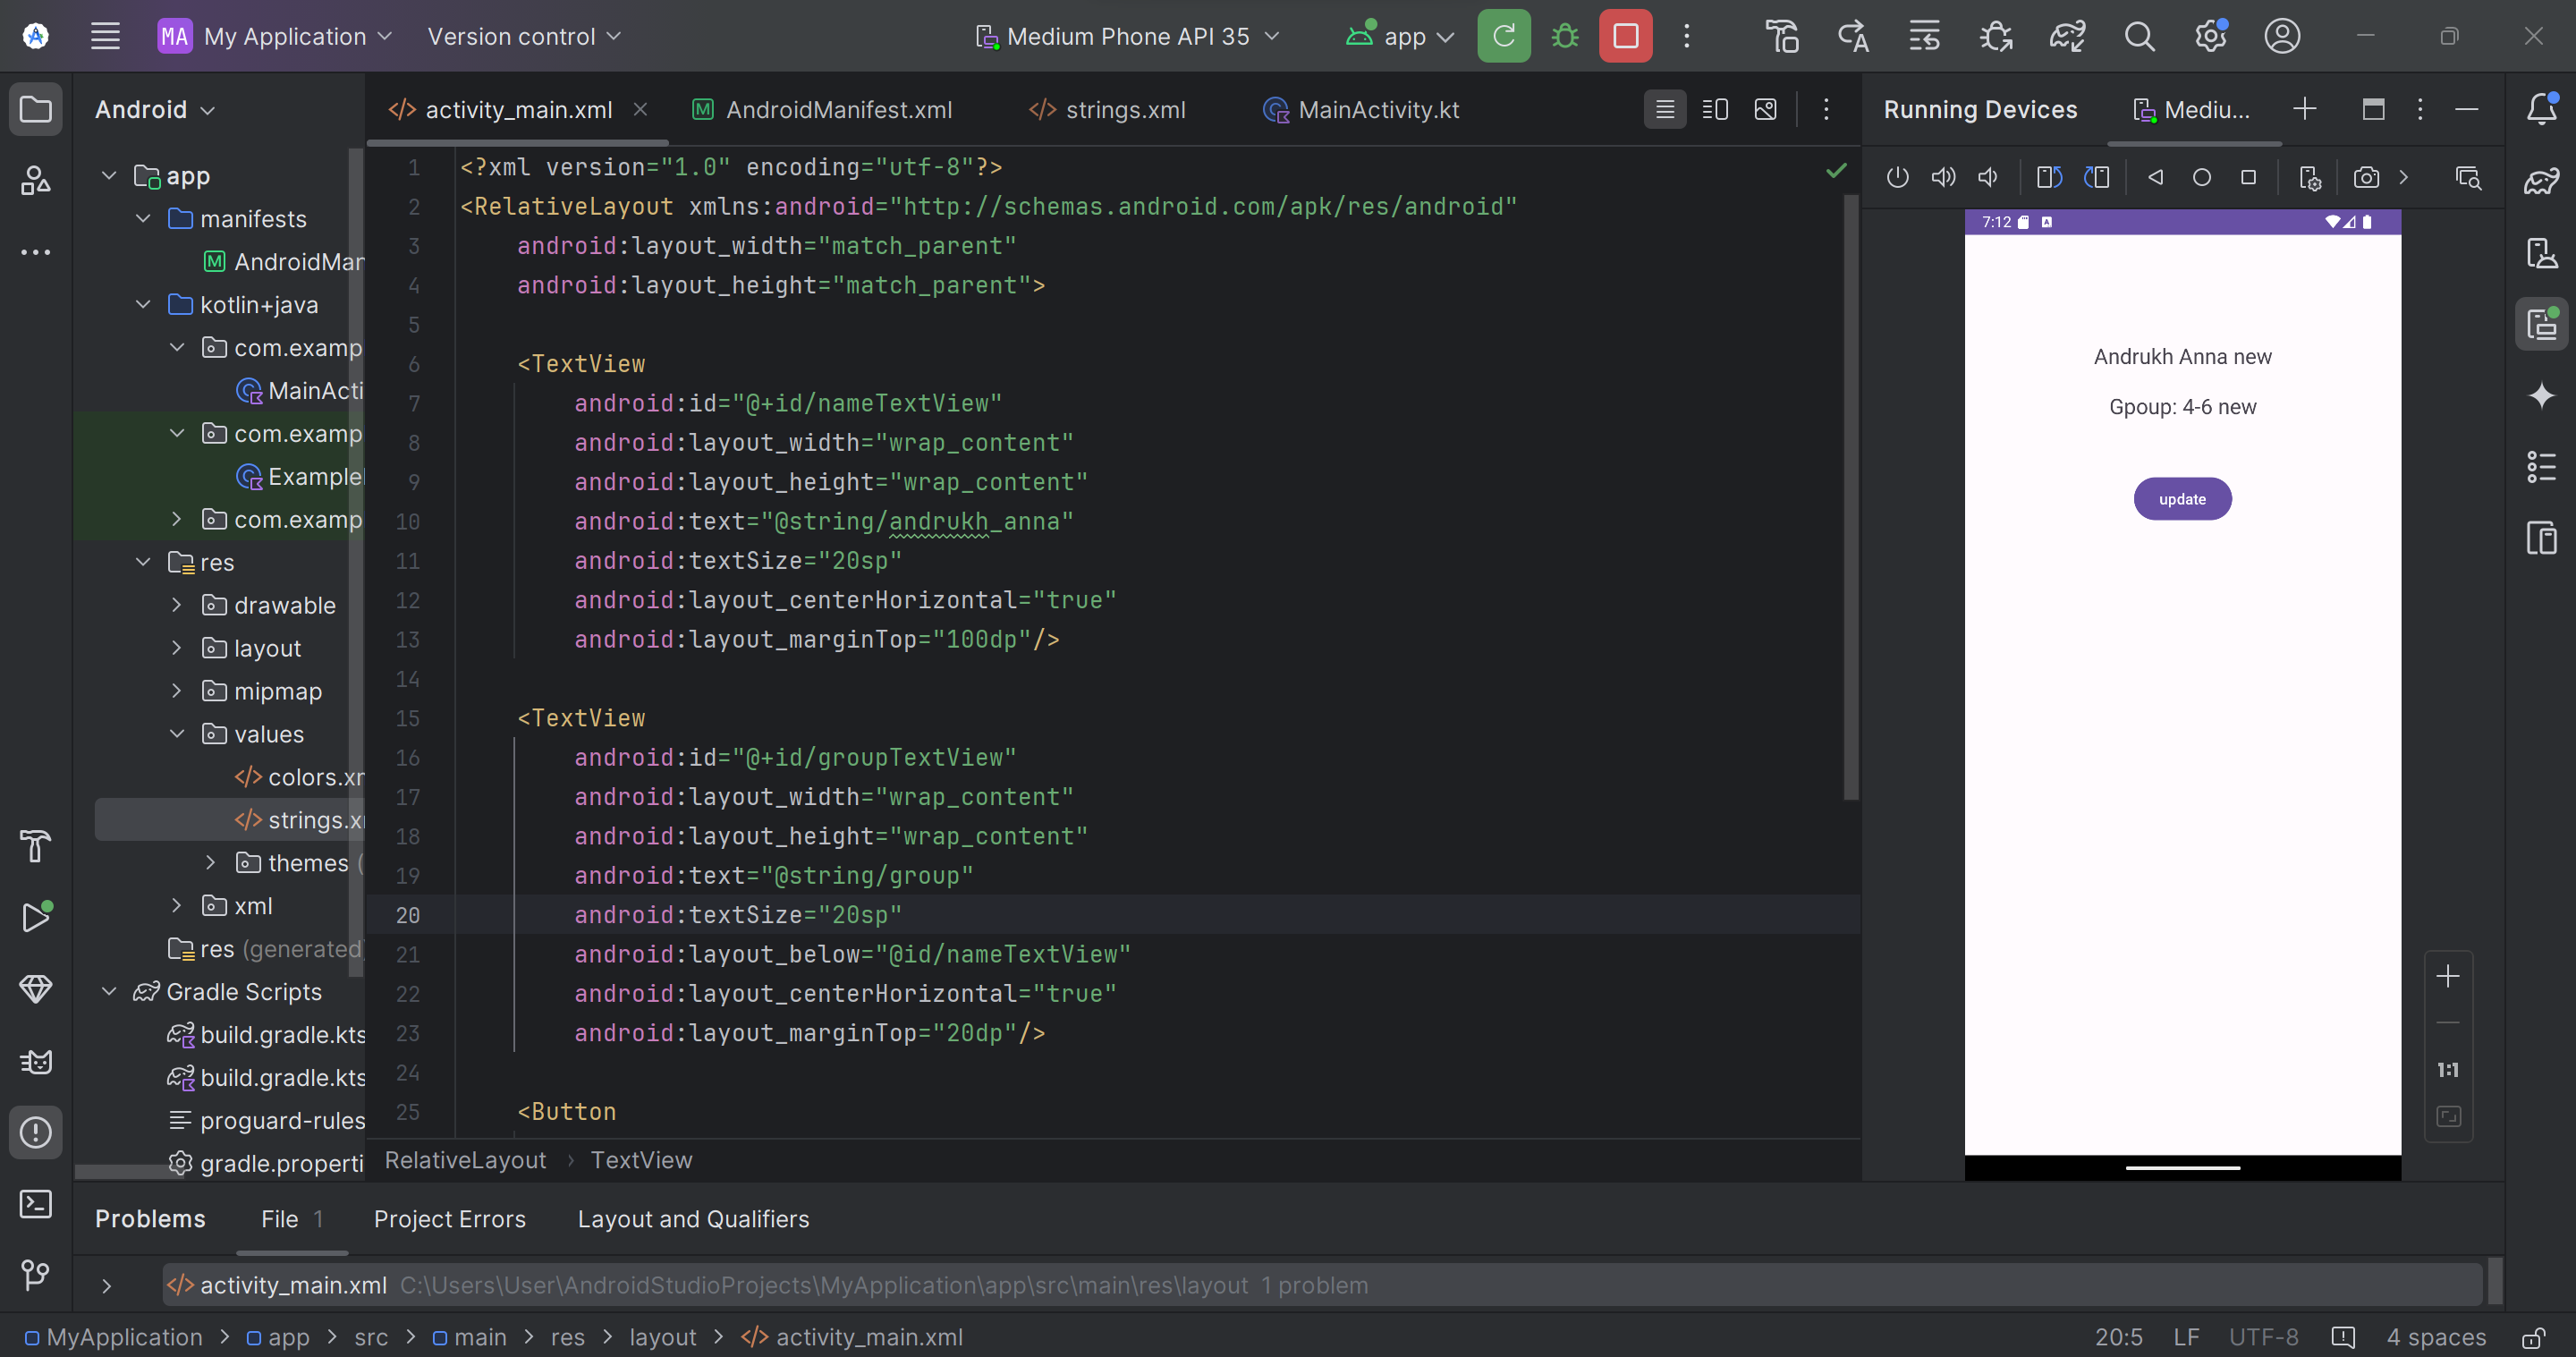 MA My Application Version control Medium Phone API 35 app
Android
activity_main.xml AndroidManifest.xml strings.xml MainActivity.kt
Running Devices Mediu...
app
manifests
AndroidMan
kotlin+java
com.examp
MainActi
com.examp
Example
com.examp
res
drawable
layout
mipmap
values
colors.xm
strings.x
themes (
xml
res (generated)
Gradle Scripts
build.gradle.kts
build.gradle.kts
proguard-rules
gradle.properti
1 <?xml version="1.0" encoding="utf-8"?>
2 <RelativeLayout xmlns:android="http://schemas.android.com/apk/res/android"
3 android:layout_width="match_parent"
4 android:layout_height="match_parent">
5
6 <TextView
7 android:id="@+id/nameTextView"
8 android:layout_width="wrap_content"
9 android:layout_height="wrap_content"
10 android:text="@string/andrukh_anna"
11 android:textSize="20sp"
12 android:layout_centerHorizontal="true"
13 android:layout_marginTop="100dp"/>
14
15 <TextView
16 android:id="@+id/groupTextView"
17 android:layout_width="wrap_content"
18 android:layout_height="wrap_content"
19 android:text="@string/group"
20 android:textSize="20sp"
21 android:layout_below="@id/nameTextView"
22 android:layout_centerHorizontal="true"
23 android:layout_marginTop="20dp"/>
24
25 <Button
RelativeLayout > TextView
7:12
Andrukh Anna new
Gpoup: 4-6 new
update
1:1
Problems File 1 Project Errors Layout and Qualifiers
activity_main.xml C:\Users\User\AndroidStudioProjects\MyApplication\app\src\main\res\layout 1 problem
MyApplication > app > src > main > res > layout > activity_main.xml
20:5 LF UTF-8 4 spaces